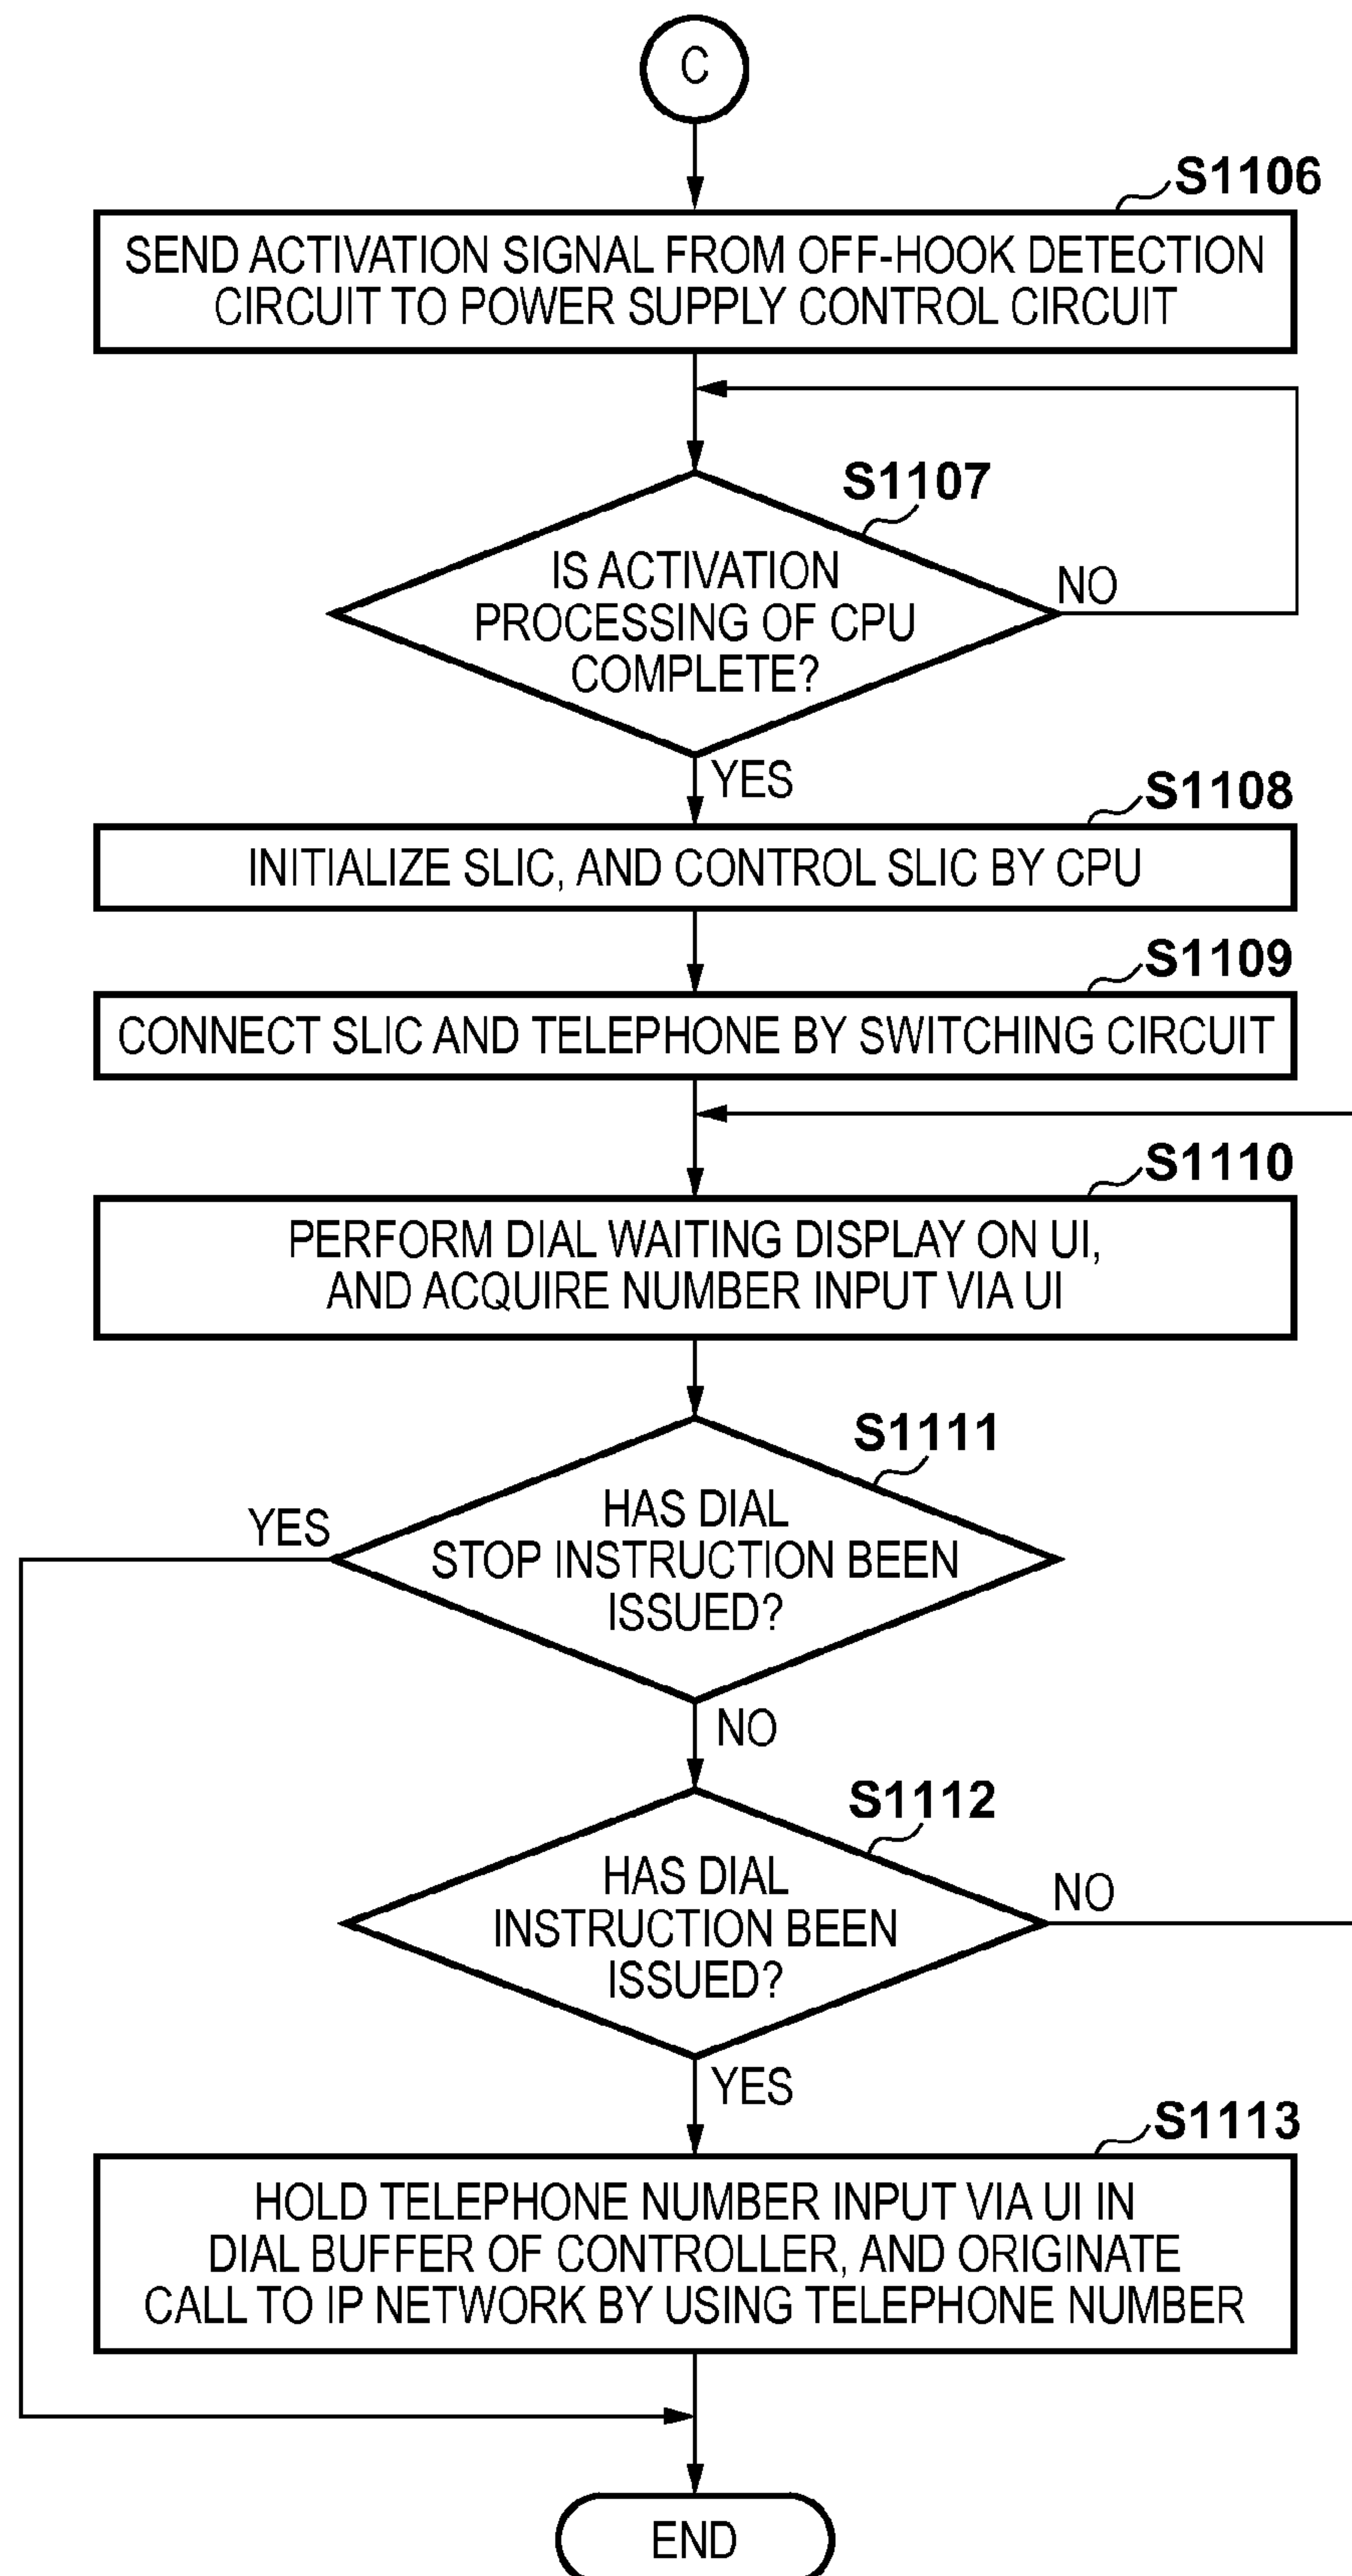 C
S1106
SEND ACTIVATION SIGNAL FROM OFF-HOOK DETECTION
CIRCUIT TO POWER SUPPLY CONTROL CIRCUIT
S1107
IS ACTIVATION
PROCESSING OF CPU
COMPLETE?
NO
YES
S1108
INITIALIZE SLIC, AND CONTROL SLIC BY CPU
S1109
CONNECT SLIC AND TELEPHONE BY SWITCHING CIRCUIT
S1110
PERFORM DIAL WAITING DISPLAY ON UI,
AND ACQUIRE NUMBER INPUT VIA UI
S1111
YES
HAS DIAL
STOP INSTRUCTION BEEN
ISSUED?
NO
S1112
HAS DIAL
INSTRUCTION BEEN
ISSUED?
NO
YES
S1113
HOLD TELEPHONE NUMBER INPUT VIA UI IN
DIAL BUFFER OF CONTROLLER, AND ORIGINATE
CALL TO IP NETWORK BY USING TELEPHONE NUMBER
END